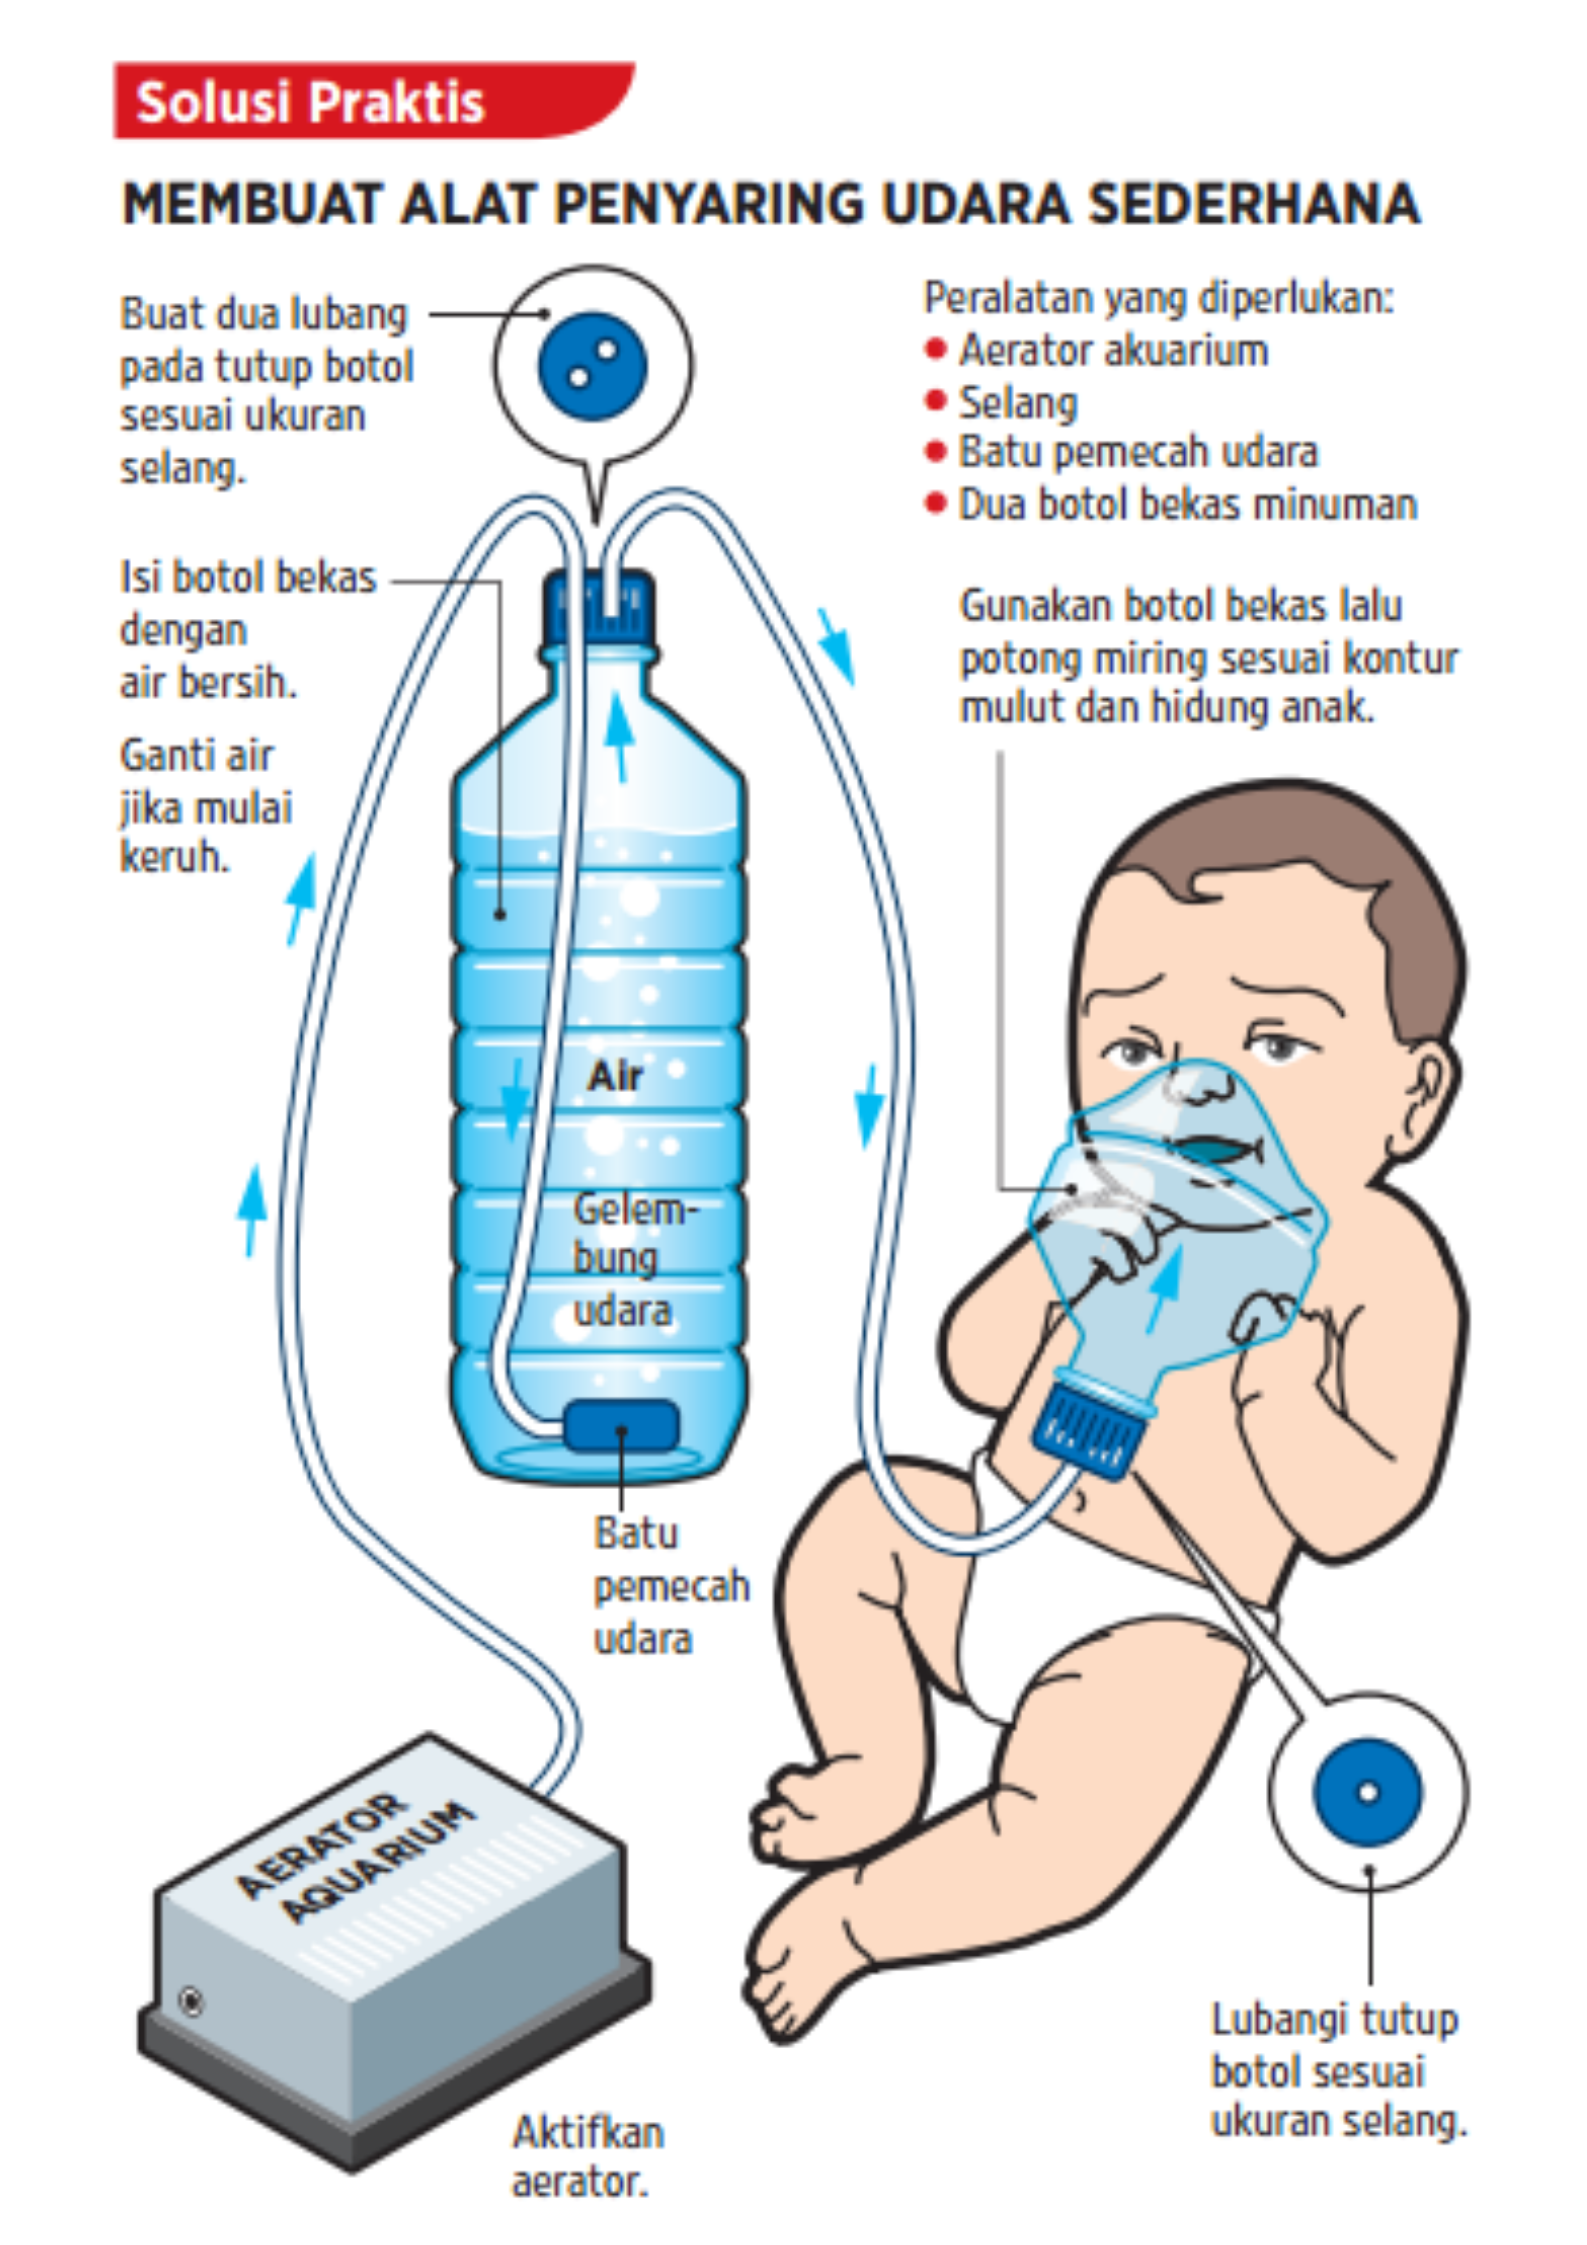 Solusi Praktis
MEMBUAT ALAT PENYARING UDARA SEDERHANA
Buat dua lubang
pada tutup botol
sesuai ukuran
selang.
Peralatan yang diperlukan:
Aerator akuarium
Selang
Batu pemecah udara
Dua botol bekas minuman
Isi botol bekas
dengan
air bersih.
Ganti air
jika mulai
keruh.
Gunakan botol bekas lalu
potong miring sesuai kontur
mulut dan hidung anak.
Air
Gelem-
bung
udara
Batu
pemecah
udara
AERATOR
AQUARIUM
Aktifkan
aerator.
Lubangi tutup
botol sesuai
ukuran selang.